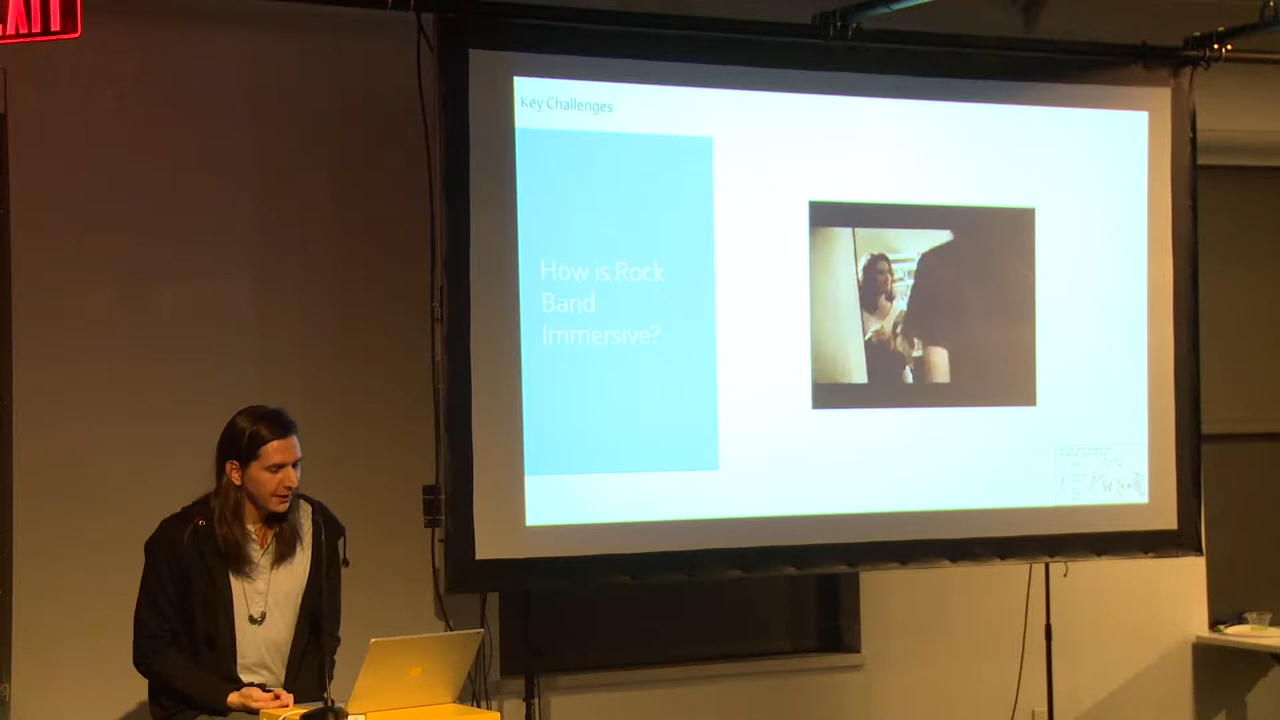 EXIT
Key Challenges
How is Rock
Band
Immersive?